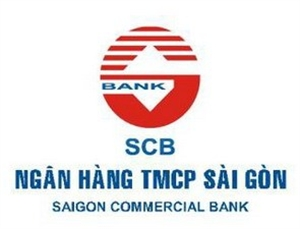 BANK
SCB
NGÂN HÀNG TMCP SÀI GÒN
SAIGON COMMERCIAL BANK